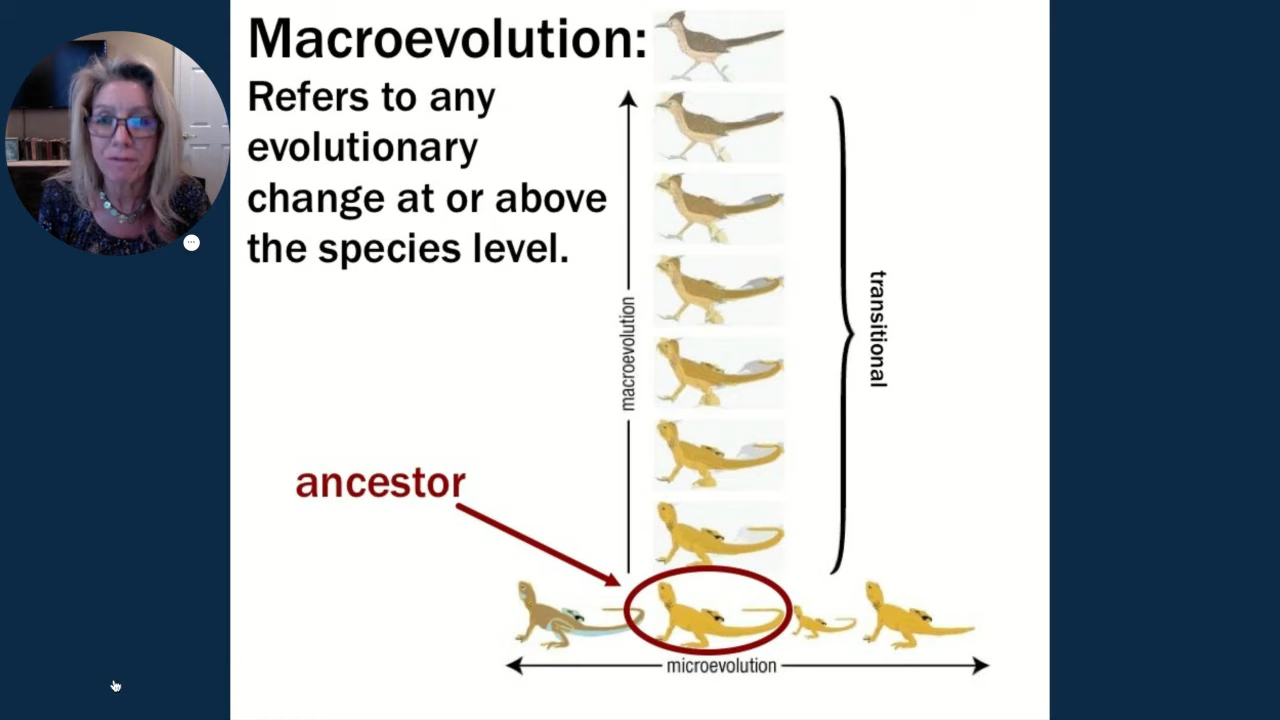 Macroevolution:
Refers to any
evolutionary
change at or above
the species level.
macroevolution
transitional
ancestor
microevolution